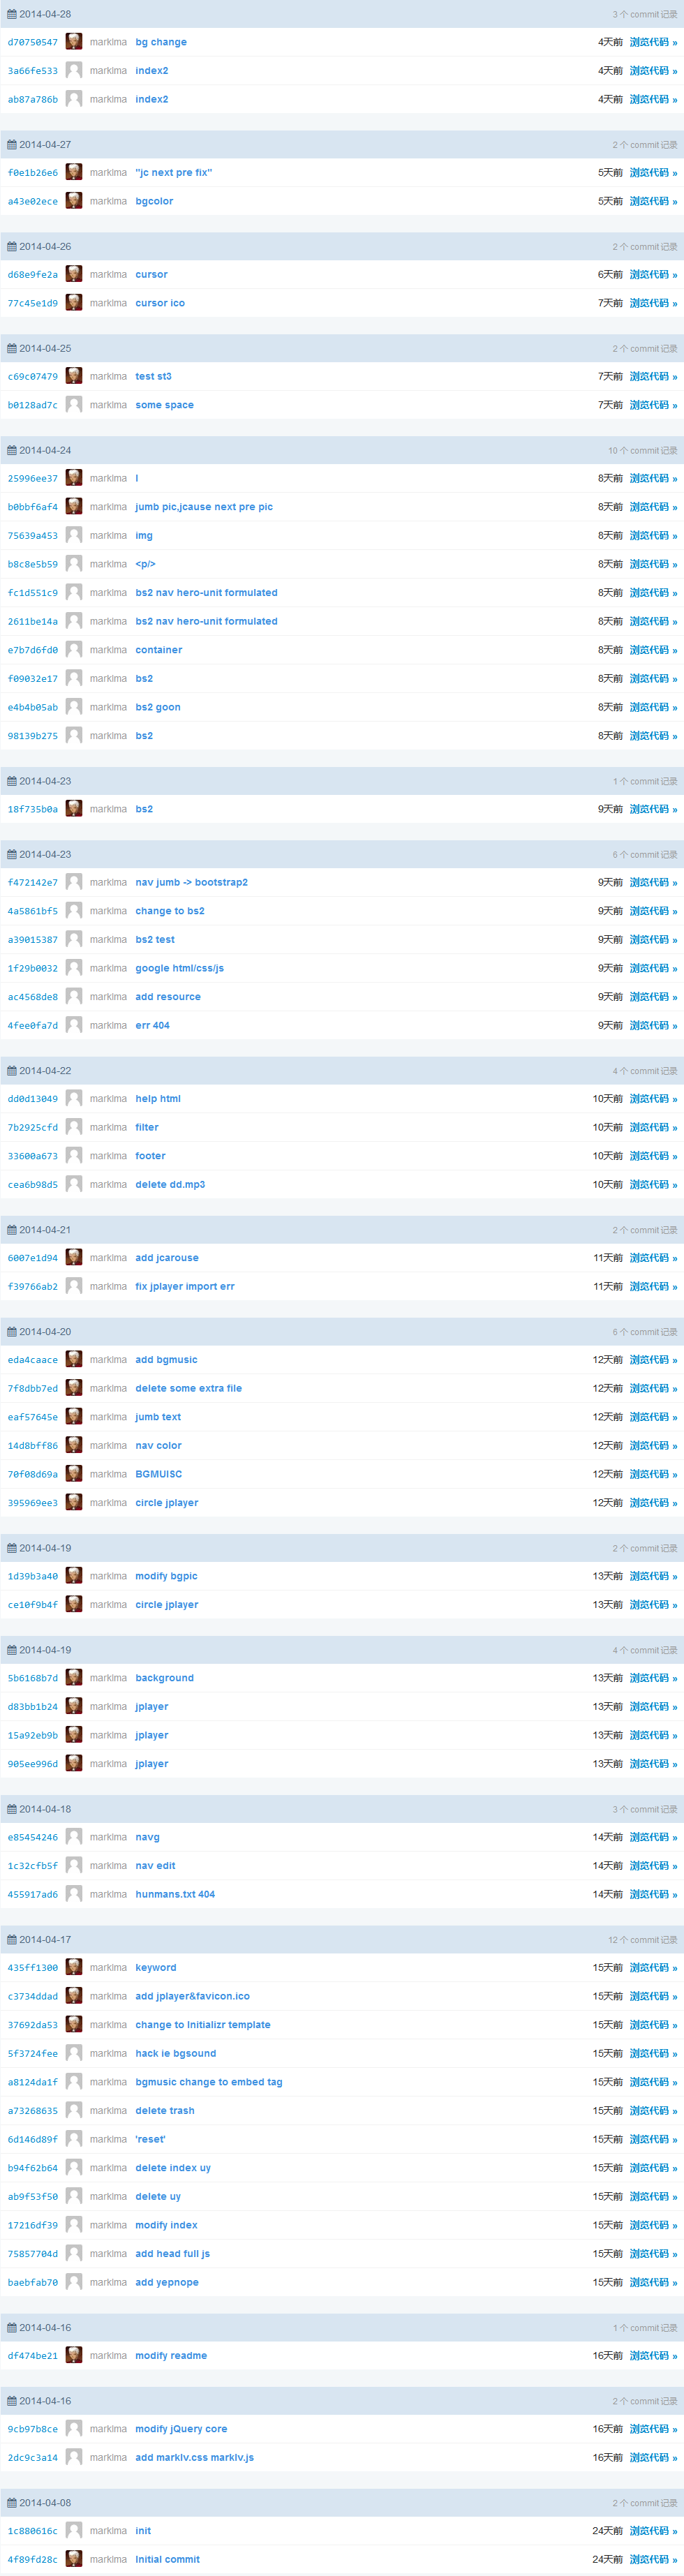 2014-04-28 3 个 commit 记录
d70750547 marklma bg change 4天前 浏览代码 »
3a66fe533 marklma index2 4天前 浏览代码 »
ab87a786b marklma index2 4天前 浏览代码 »
2014-04-27 2 个 commit 记录
f0e1b26e6 marklma "jc next pre fix" 5天前 浏览代码 »
a43e02ece marklma bgcolor 5天前 浏览代码 »
2014-04-26 2 个 commit 记录
d68e9fe2a marklma cursor 6天前 浏览代码 »
77c45e1d9 marklma cursor ico 7天前 浏览代码 »
2014-04-25 2 个 commit 记录
c69c07479 marklma test st3 7天前 浏览代码 »
b0128ad7c marklma some space 7天前 浏览代码 »
2014-04-24 10 个 commit 记录
25996ee37 marklma l 8天前 浏览代码 »
b0bbf6af4 marklma jumb pic,jcause next pre pic 8天前 浏览代码 »
75639a453 marklma img 8天前 浏览代码 »
b8c8e5b59 marklma <p/> 8天前 浏览代码 »
fc1d551c9 marklma bs2 nav hero-unit formulated 8天前 浏览代码 »
2611be14a marklma bs2 nav hero-unit formulated 8天前 浏览代码 »
e7b7d6fd0 marklma container 8天前 浏览代码 »
f09032e17 marklma bs2 8天前 浏览代码 »
e4b4b05ab marklma bs2 goon 8天前 浏览代码 »
98139b275 marklma bs2 8天前 浏览代码 »
2014-04-23 1 个 commit 记录
18f735b0a marklma bs2 9天前 浏览代码 »
2014-04-23 6 个 commit 记录
f472142e7 marklma nav jumb -> bootstrap2 9天前 浏览代码 »
4a5861bf5 marklma change to bs2 9天前 浏览代码 »
a39015387 marklma bs2 test 9天前 浏览代码 »
1f29b0032 marklma google html/css/js 9天前 浏览代码 »
ac4568de8 marklma add resource 9天前 浏览代码 »
4fee0fa7d marklma err 404 9天前 浏览代码 »
2014-04-22 4 个 commit 记录
dd0d13049 marklma help html 10天前 浏览代码 »
7b2925cfd marklma filter 10天前 浏览代码 »
33600a673 marklma footer 10天前 浏览代码 »
cea6b98d5 marklma delete dd.mp3 10天前 浏览代码 »
2014-04-21 2 个 commit 记录
6007e1d94 marklma add jcarouse 11天前 浏览代码 »
f39766ab2 marklma fix jplayer import err 11天前 浏览代码 »
2014-04-20 6 个 commit 记录
eda4caace marklma add bgmusic 12天前 浏览代码 »
7f8dbb7ed marklma delete some extra file 12天前 浏览代码 »
eaf57645e marklma jumb text 12天前 浏览代码 »
14d8bff86 marklma nav color 12天前 浏览代码 »
70f08d69a marklma BGMUISC 12天前 浏览代码 »
395969ee3 marklma circle jplayer 12天前 浏览代码 »
2014-04-19 2 个 commit 记录
1d39b3a40 marklma modify bgpic 13天前 浏览代码 »
ce10f9b4f marklma circle jplayer 13天前 浏览代码 »
2014-04-19 4 个 commit 记录
5b6168b7d marklma background 13天前 浏览代码 »
d83bb1b24 marklma jplayer 13天前 浏览代码 »
15a92eb9b marklma jplayer 13天前 浏览代码 »
905ee996d marklma jplayer 13天前 浏览代码 »
2014-04-18 3 个 commit 记录
e85454246 marklma navg 14天前 浏览代码 »
1c32cfb5f marklma nav edit 14天前 浏览代码 »
455917ad6 marklma hunmans.txt 404 14天前 浏览代码 »
2014-04-17 12 个 commit 记录
435ff1300 marklma keyword 15天前 浏览代码 »
c3734ddad marklma add jplayer&favicon.ico 15天前 浏览代码 »
37692da53 marklma change to Initializr template 15天前 浏览代码 »
5f3724fee marklma hack ie bgsound 15天前 浏览代码 »
a8124da1f marklma bgmusic change to embed tag 15天前 浏览代码 »
a73268635 marklma delete trash 15天前 浏览代码 »
6d146d89f marklma 'reset' 15天前 浏览代码 »
b94f62b64 marklma delete index uy 15天前 浏览代码 »
ab9f53f50 marklma delete uy 15天前 浏览代码 »
17216df39 marklma modify index 15天前 浏览代码 »
75857704d marklma add head full js 15天前 浏览代码 »
baebfab70 marklma add yepnope 15天前 浏览代码 »
2014-04-16 1 个 commit 记录
df474be21 marklma modify readme 16天前 浏览代码 »
2014-04-16 2 个 commit 记录
9cb97b8ce marklma modify jQuery core 16天前 浏览代码 »
2dc9c3a14 marklma add marklv.css marklv.js 16天前 浏览代码 »
2014-04-08 2 个 commit 记录
1c880616c marklma init 24天前 浏览代码 »
4f89fd28c marklma Initial commit 24天前 浏览代码 »